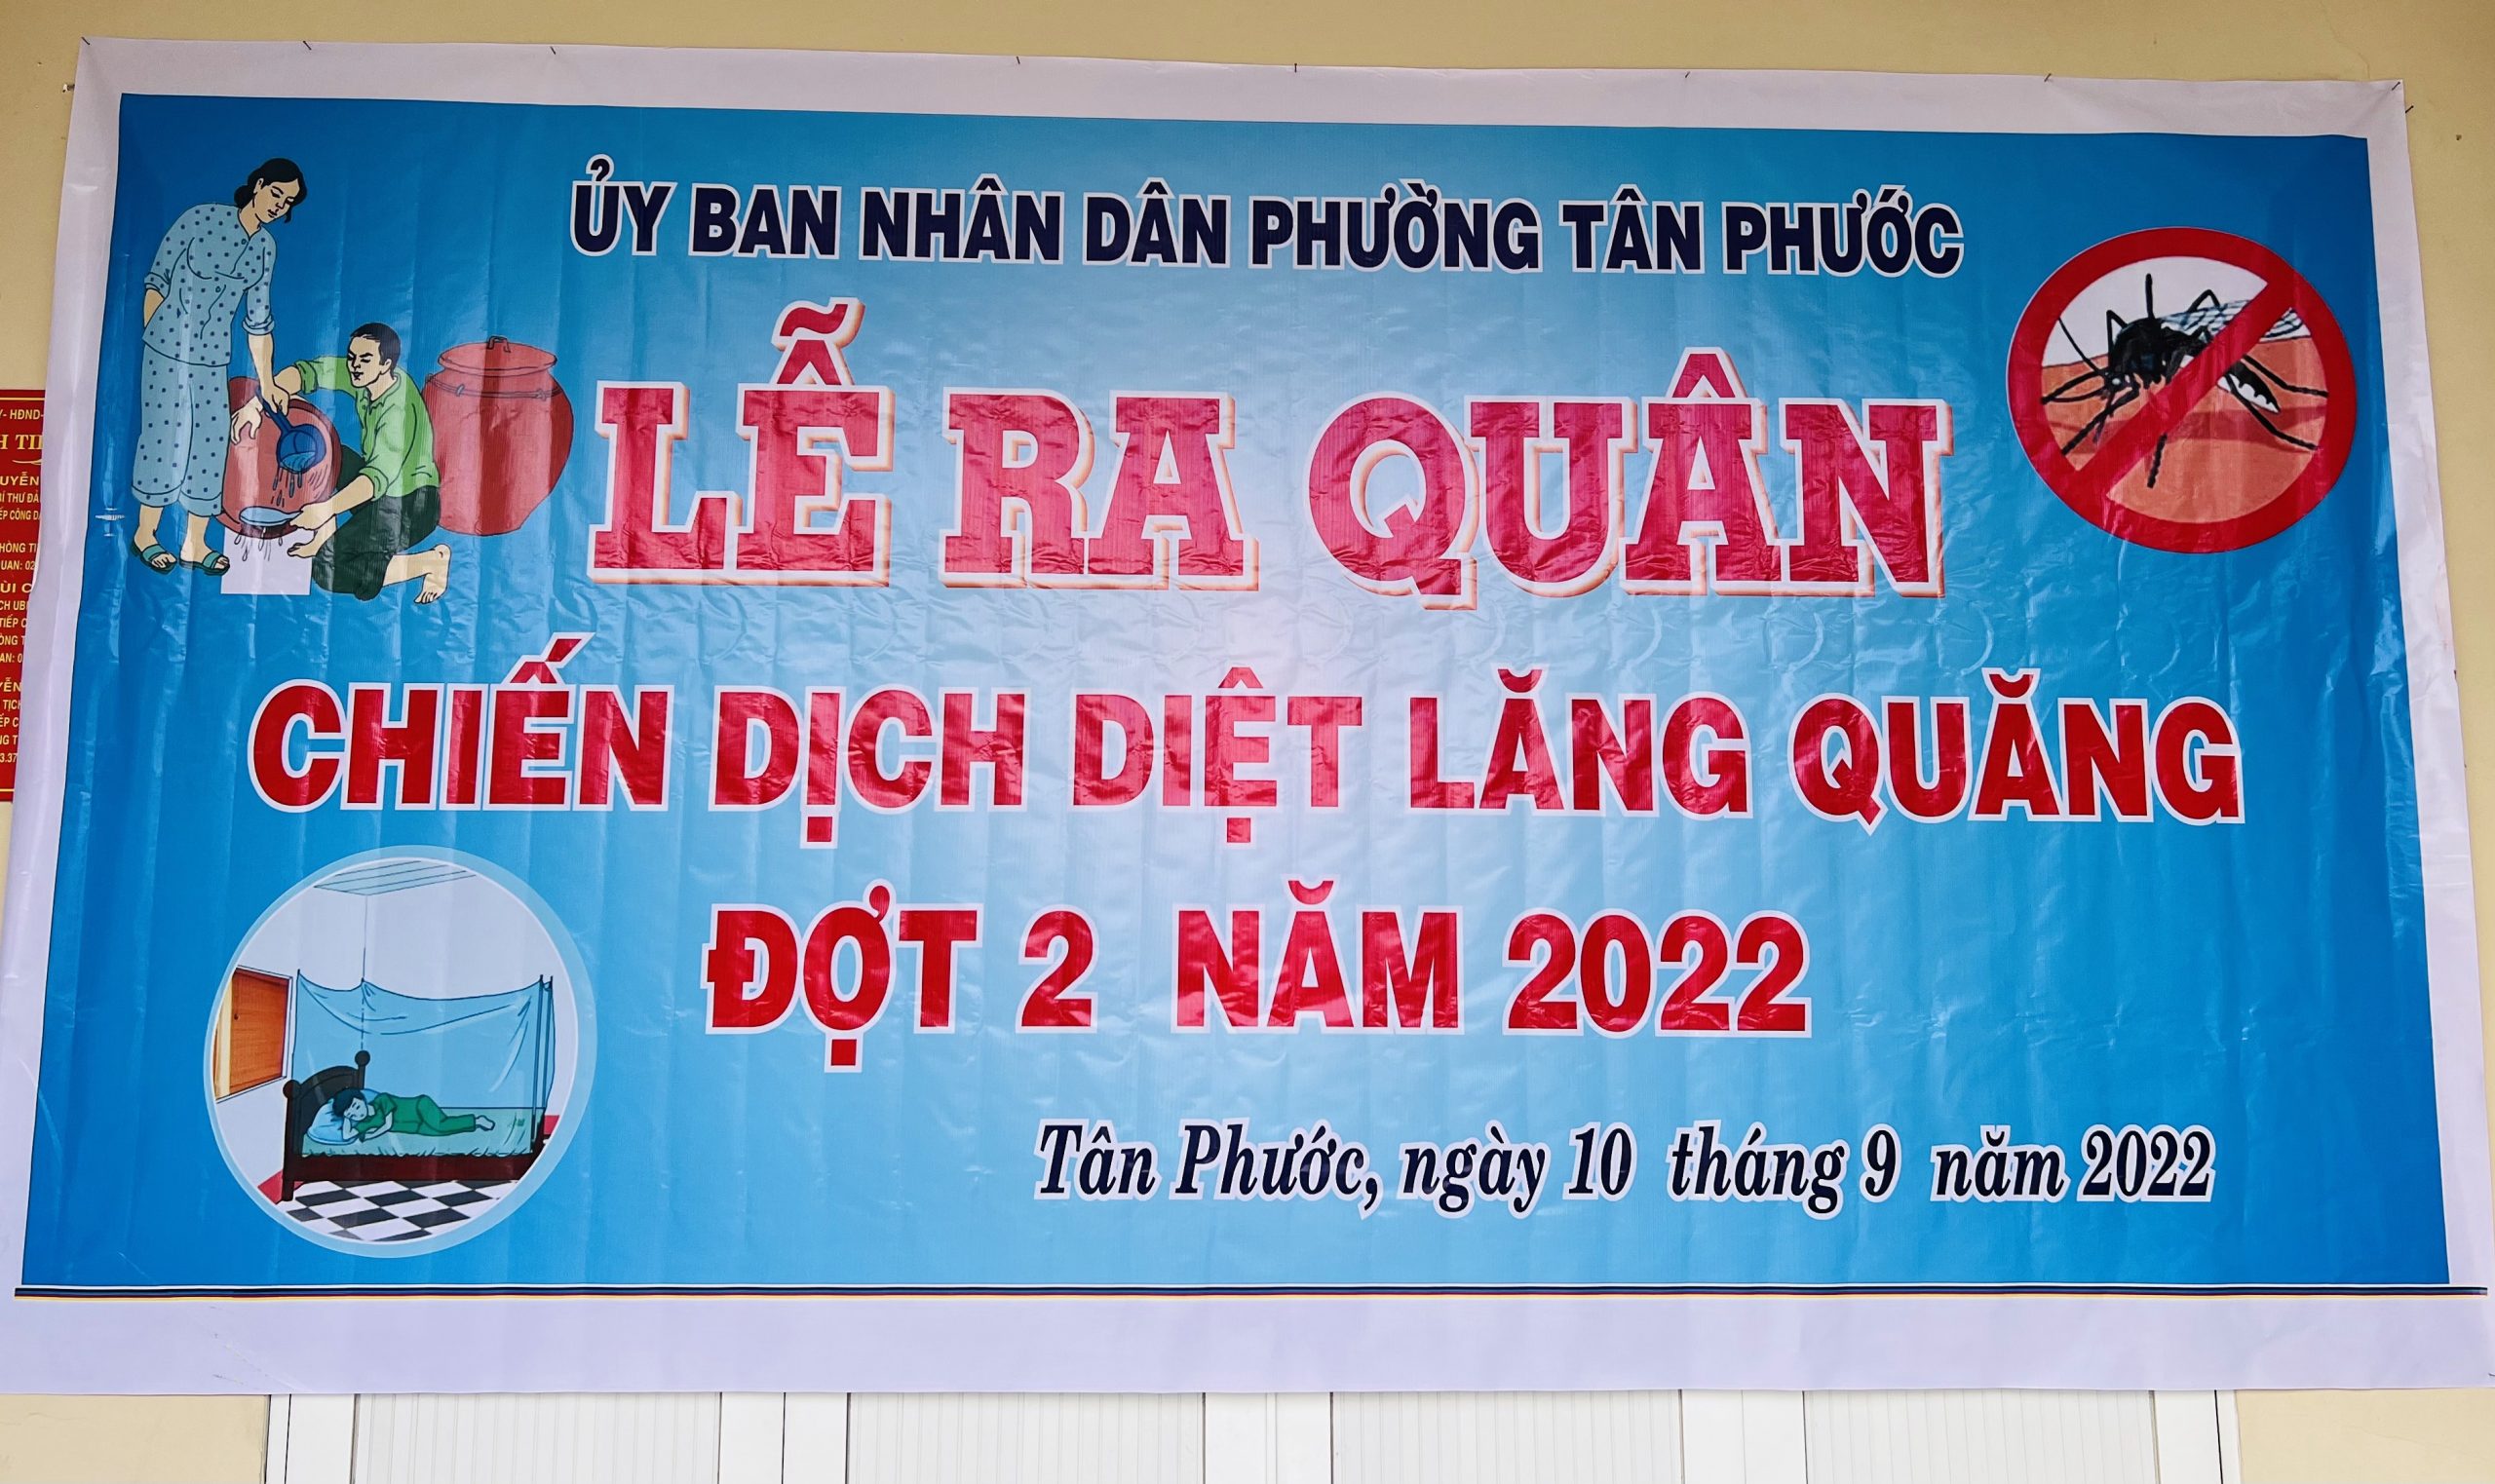 ỦY BAN NHÂN DÂN PHƯỜNG TÂN PHƯỚC
LỄ RA QUÂN
CHIẾN DỊCH DIỆT LĂNG QUĂNG
ĐỢT 2 NĂM 2022
Tân Phước, ngày 10 tháng 9 năm 2022